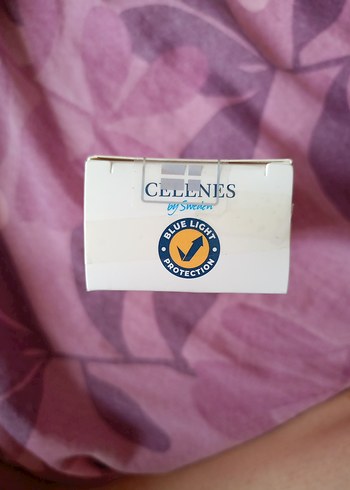 CELLNES
by Sweden
BLUE LIGHT
PROTECTION